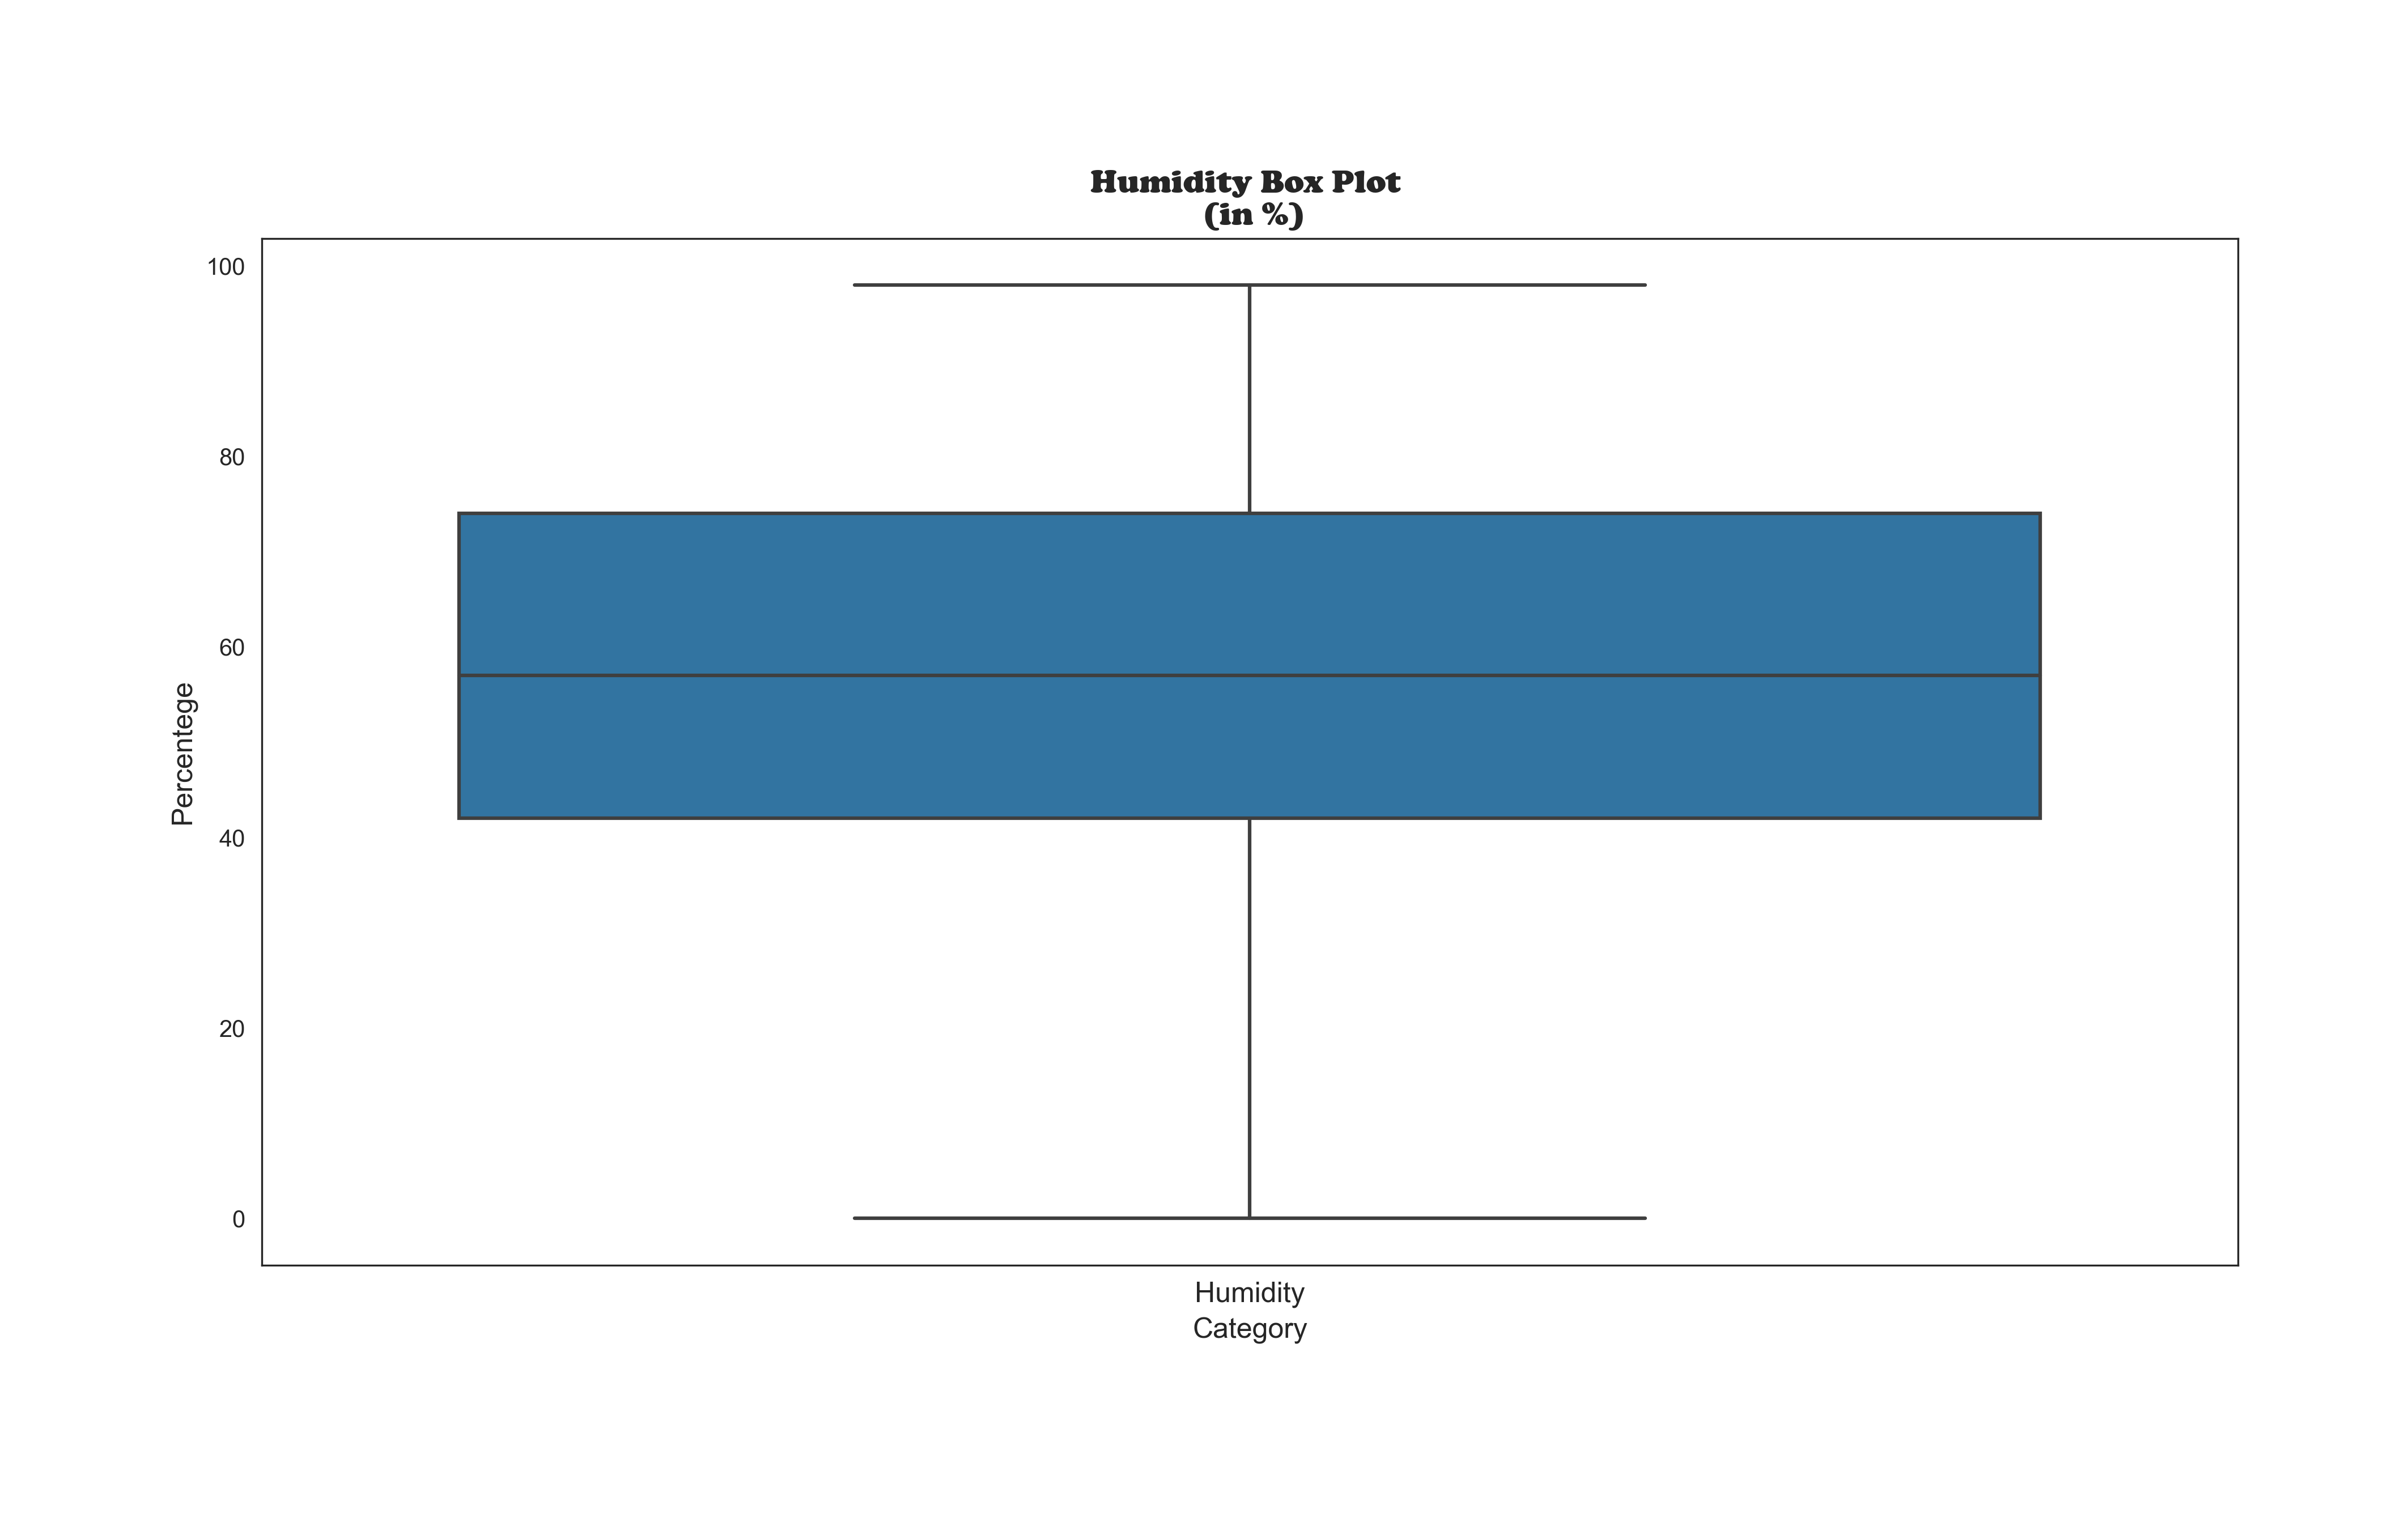 Humidity Box Plot
(in %)
100
80
60
40
20
0
Percentege
Humidity
Category